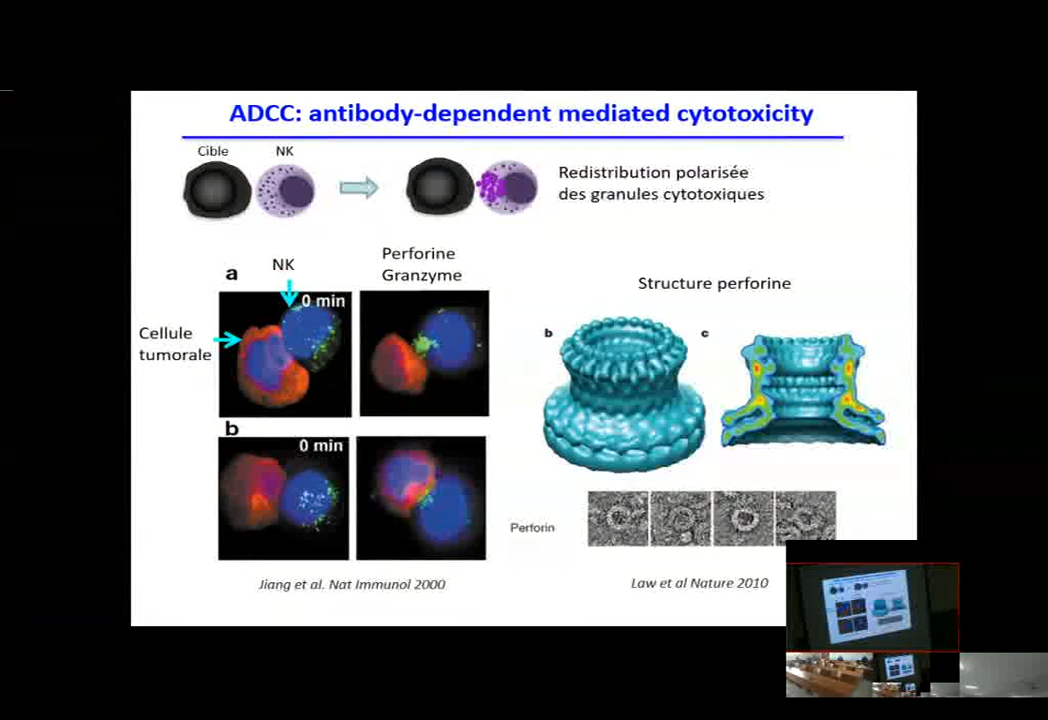 ADCC: antibody-dependent mediated cytotoxicity
Cible
NK
Redistribution polarisée
des granules cytotoxiques
a
NK
Perforine
Granzyme
0 min
Cellule
tumorale
b
0 min
Structure perforine
b
c
Perforin
Jiang et al. Nat Immunol 2000
Law et al Nature 2010